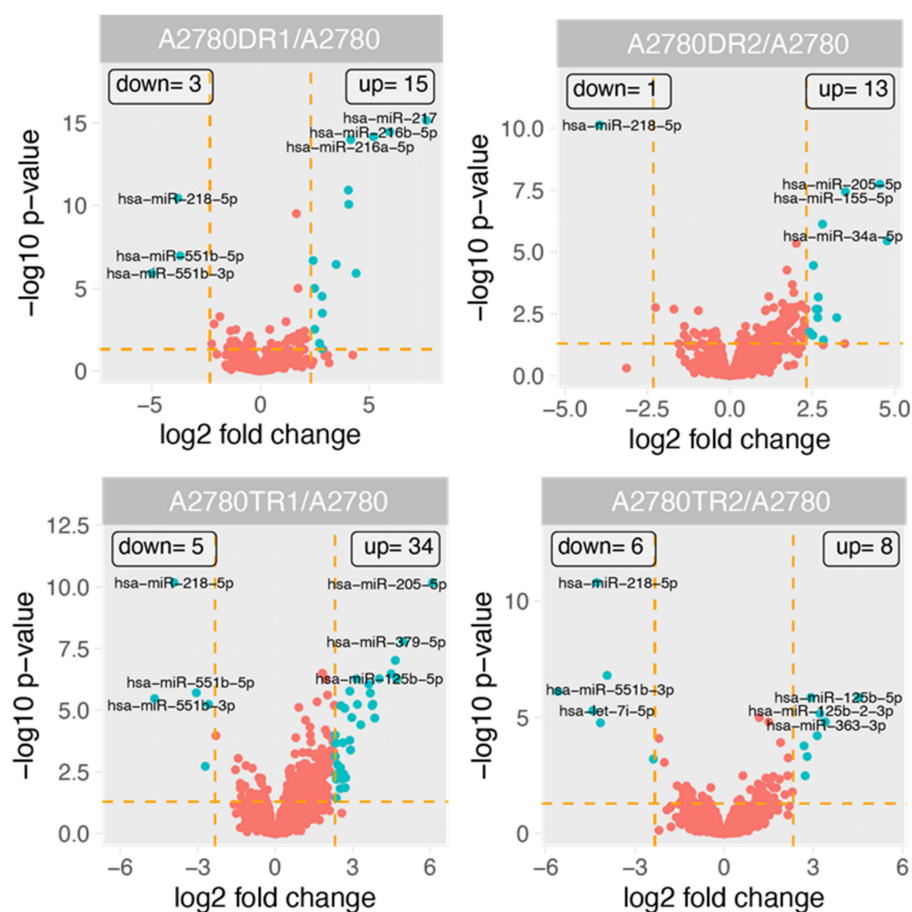 A2780DR1/A2780
down= 3
up= 15
hsa-miR-217
hsa-miR-216b-5p
hsa-miR-216a-5p
hsa-miR-218-5p
hsa-miR-551b-5p
hsa-miR-551b-3p
15
10
5
0
−5
0
5
−log10 p-value
log2 fold change
A2780DR2/A2780
down= 1
up= 13
hsa-miR-218-5p
hsa-miR-205-5p
hsa-miR-155-5p
hsa-miR-34a-5p
10.0
7.5
5.0
2.5
0.0
−5.0
−2.5
0.0
2.5
5.0
−log10 p-value
log2 fold change
A2780TR1/A2780
down= 5
up= 34
hsa-miR-218-5p
hsa-miR-205-5p
hsa-miR-379-5p
hsa-miR-125b-5p
hsa-miR-551b-5p
hsa-miR-551b-3p
12.5
10.0
7.5
5.0
2.5
0.0
−6
−3
0
3
6
−log10 p-value
log2 fold change
A2780TR2/A2780
down= 6
up= 8
hsa-miR-218-5p
hsa-miR-551b-3p
hsa-let-7i-5p
hsa-miR-125b-5p
hsa-miR-125b-2-3p
hsa-miR-363-3p
10
5
0
−6
−3
0
3
6
−log10 p-value
log2 fold change